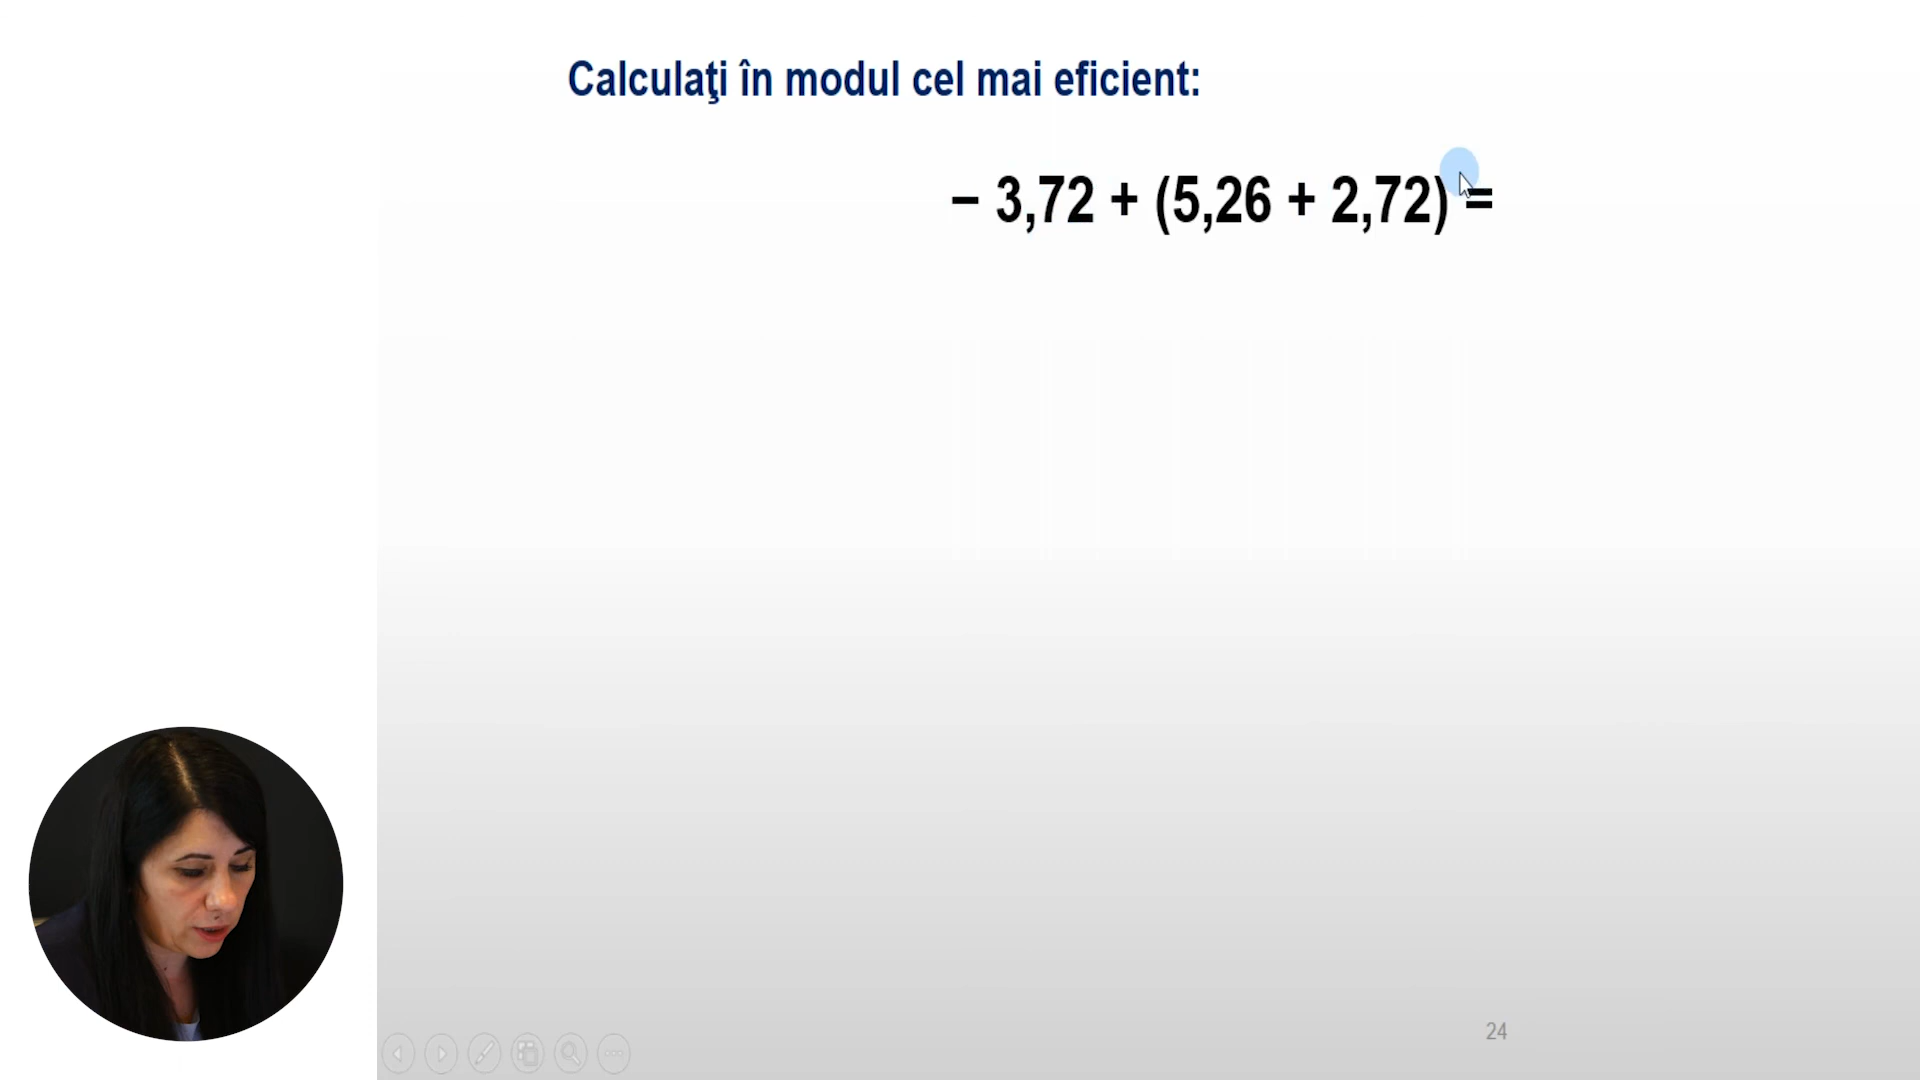 Calculaţi în modul cel mai eficient:
− 3,72 + (5,26 + 2,72) =
24